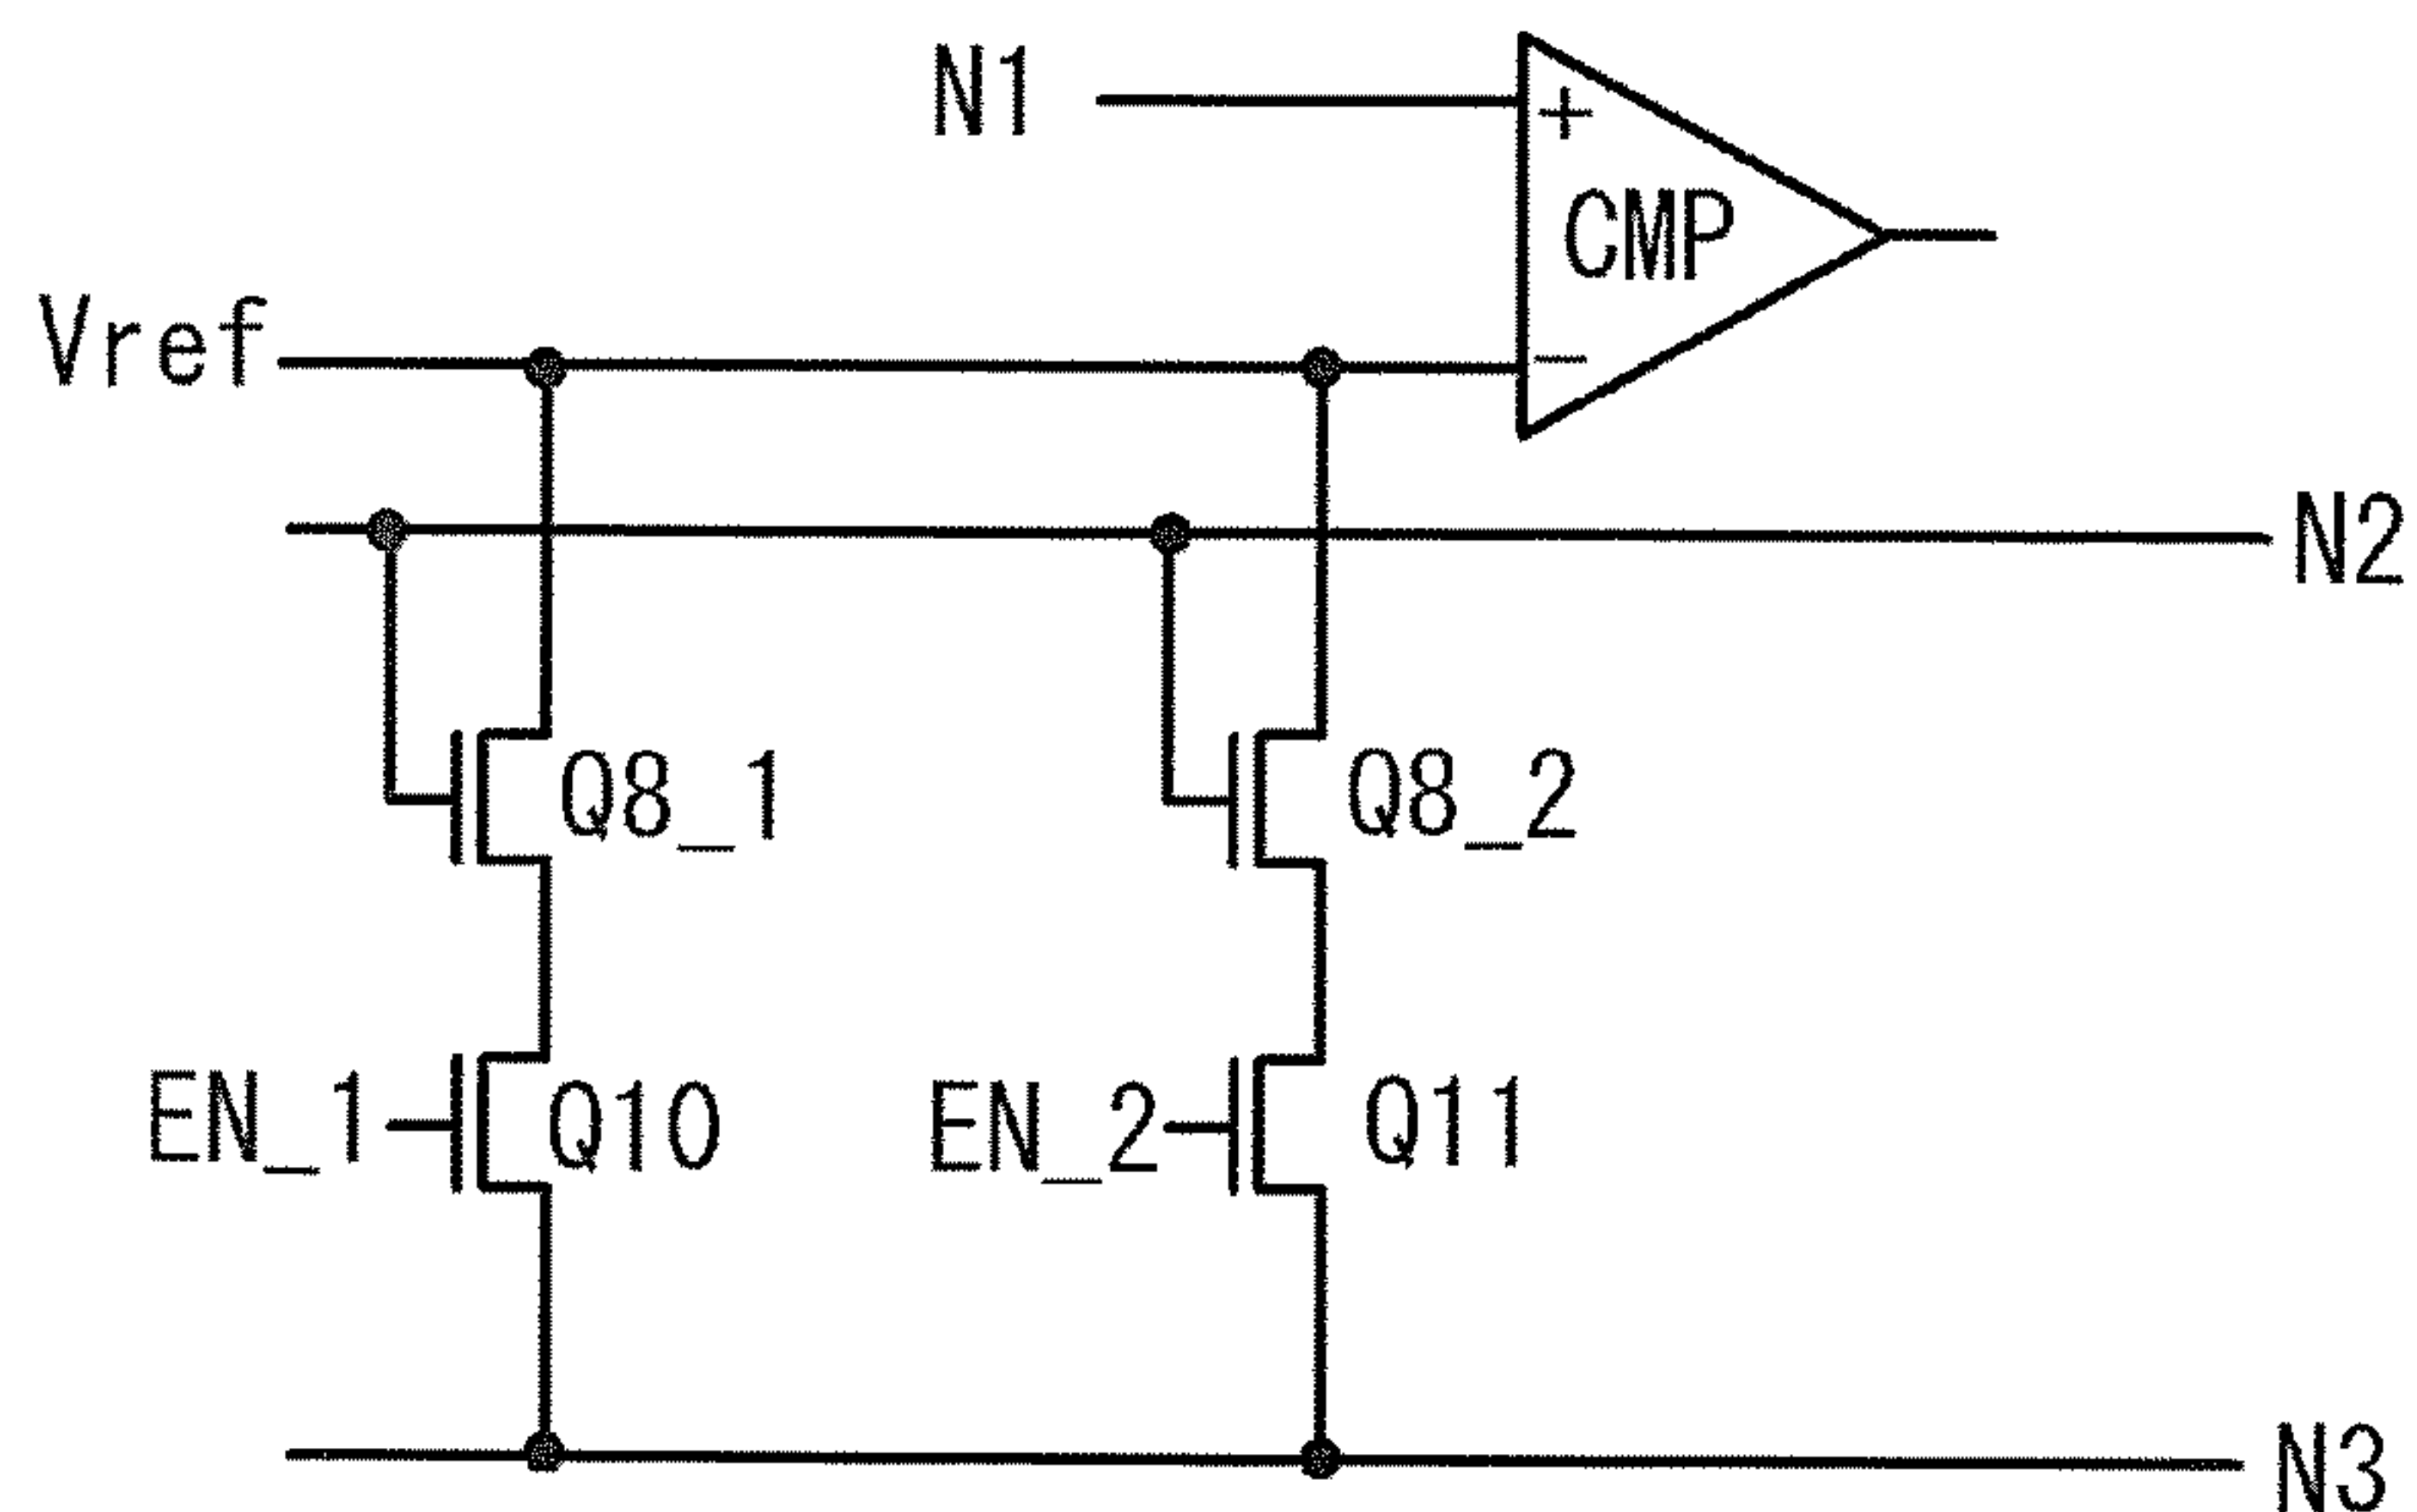 N1
+
CMP
Vref
−
N2
Q8_1
Q8_2
EN_1
Q10
EN_2
Q11
N3